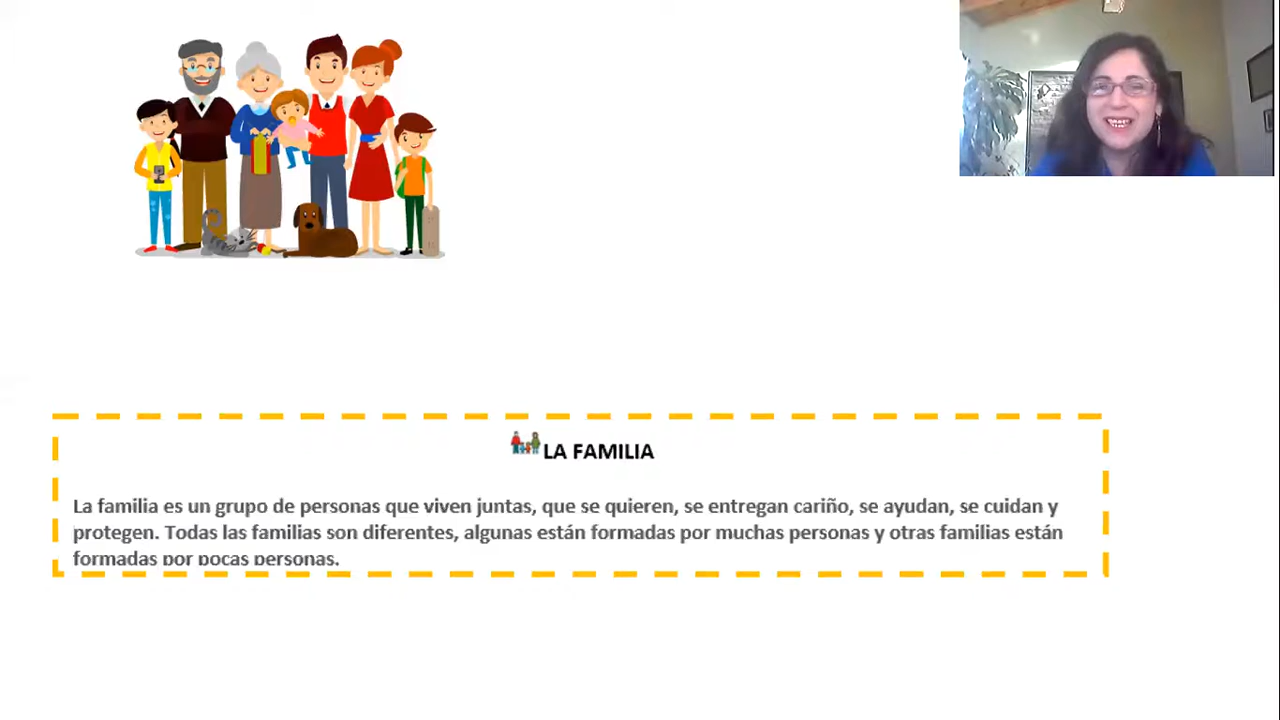 LA FAMILIA
La familia es un grupo de personas que viven juntas, que se quieren, se entregan cariño, se ayudan, se cuidan y
protegen. Todas las familias son diferentes, algunas están formadas por muchas personas y otras familias están
formadas por pocas personas.